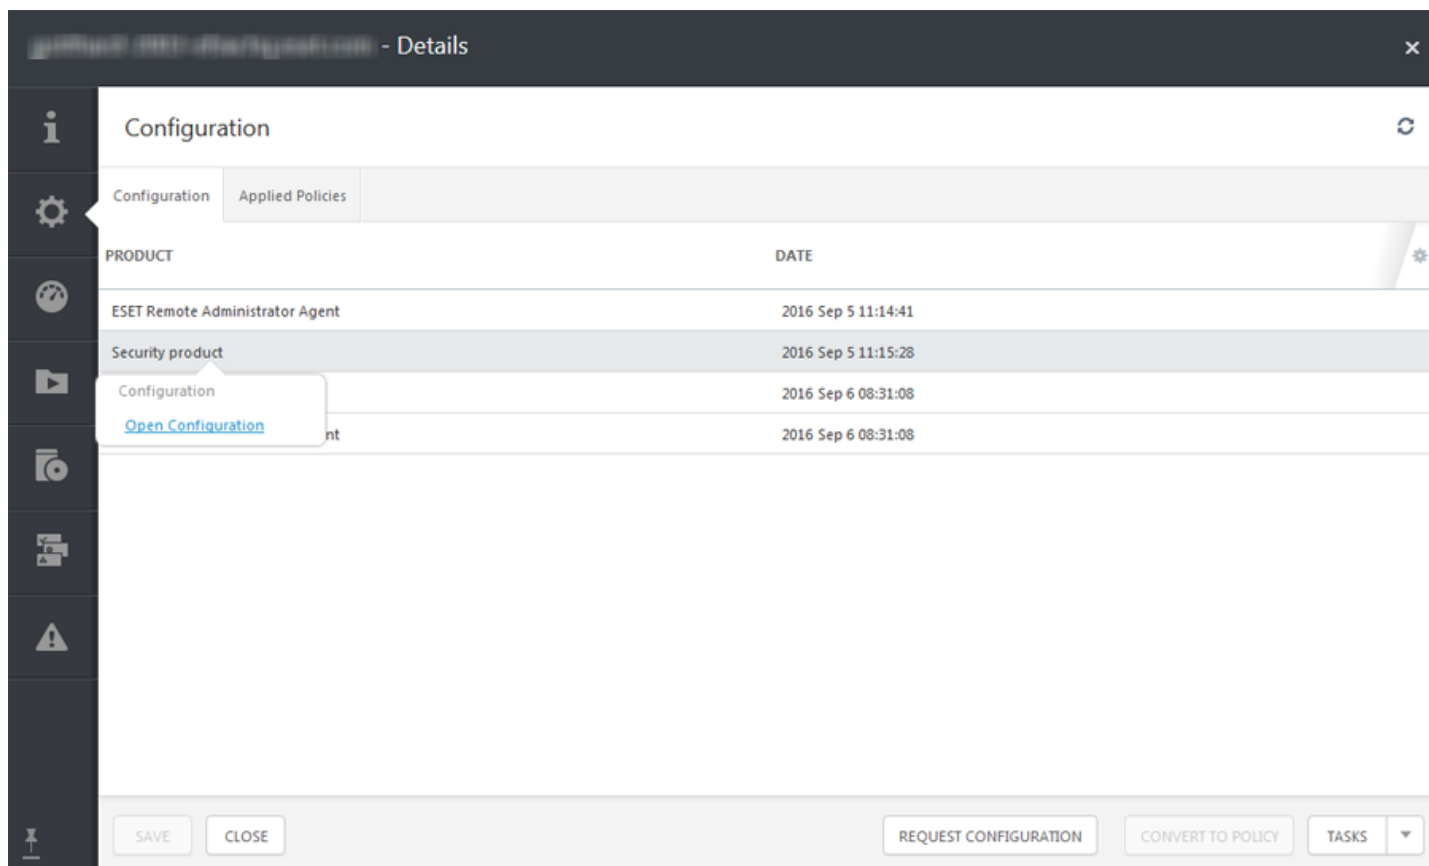 - Details
Configuration
Configuration
Applied Policies
PRODUCT
DATE
ESET Remote Administrator Agent
2016 Sep 5 11:14:41
Security product
2016 Sep 5 11:15:28
Configuration
2016 Sep 6 08:31:08
Open Configuration
nt
2016 Sep 6 08:31:08
SAVE
CLOSE
REQUEST CONFIGURATION
CONVERT TO POLICY
TASKS